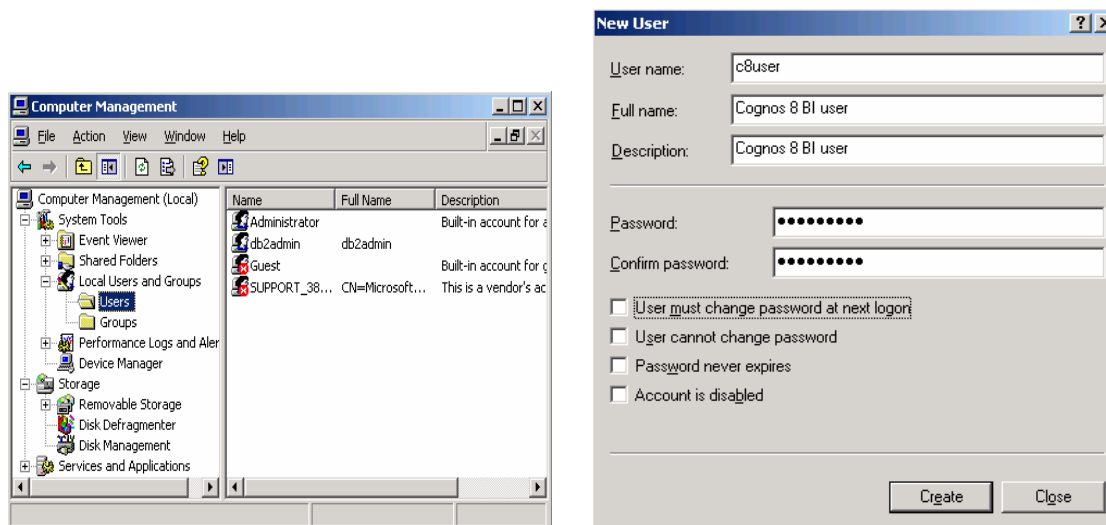 Computer Management
File Action View Window Help
Computer Management (Local)
System Tools
Event Viewer
Shared Folders
Local Users and Groups
Users
Groups
Performance Logs and Aler
Device Manager
Storage
Removable Storage
Disk Defragmenter
Disk Management
Services and Applications
Name Full Name Description
Administrator Built-in account for a
db2admin db2admin
Guest Built-in account for g
SUPPORT_38... CN=Microsoft... This is a vendor's ac
New User
User name: c8user
Full name: Cognos 8 BI user
Description: Cognos 8 BI user
Password: ●●●●●●●●●
Confirm password: ●●●●●●●●●
User must change password at next logon
User cannot change password
Password never expires
Account is disabled
Create Close